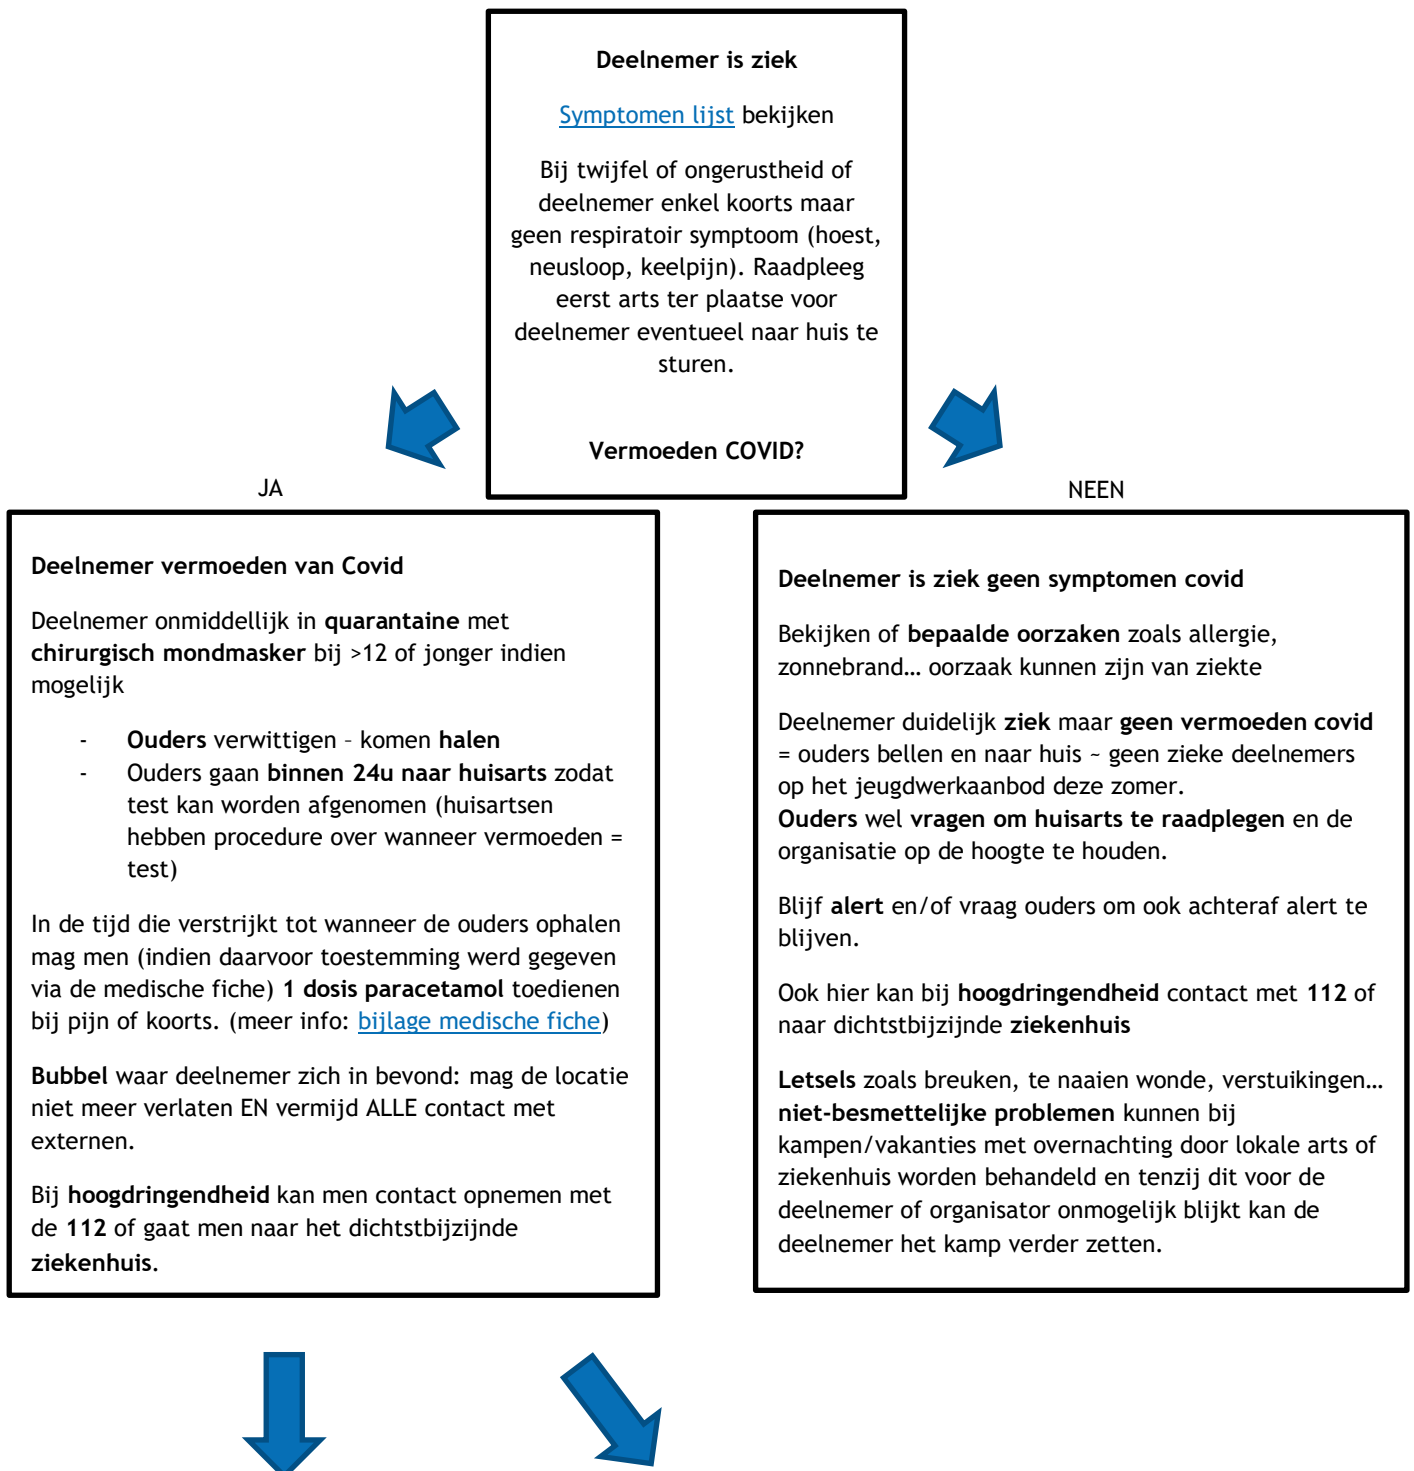 Deelnemer is ziek
Symptomen lijst bekijken
Bij twijfel of ongerustheid of
deelnemer enkel koorts maar
geen respiratoir symptoom (hoest,
neusloop, keelpijn). Raadpleeg
eerst arts ter plaatse voor
deelnemer eventueel naar huis te
sturen.
Vermoeden COVID?
JA
NEEN
Deelnemer vermoeden van Covid
Deelnemer onmiddellijk in quarantaine met
chirurgisch mondmasker bij >12 of jonger indien
mogelijk
- Ouders verwittigen – komen halen
- Ouders gaan binnen 24u naar huisarts zodat
test kan worden afgenomen (huisartsen
hebben procedure over wanneer vermoeden =
test)
In de tijd die verstrijkt tot wanneer de ouders ophalen
mag men (indien daarvoor toestemming werd gegeven
via de medische fiche) 1 dosis paracetamol toedienen
bij pijn of koorts. (meer info: bijlage medische fiche)
Bubbel waar deelnemer zich in bevond: mag de locatie
niet meer verlaten EN vermijd ALLE contact met
externen.
Bij hoogdringendheid kan men contact opnemen met
de 112 of gaat men naar het dichtstbijzijnde
ziekenhuis.
Deelnemer is ziek geen symptomen covid
Bekijken of bepaalde oorzaken zoals allergie,
zonnebrand… oorzaak kunnen zijn van ziekte
Deelnemer duidelijk ziek maar geen vermoeden covid
= ouders bellen en naar huis ~ geen zieke deelnemers
op het jeugdwerkaanbod deze zomer.
Ouders wel vragen om huisarts te raadplegen en de
organisatie op de hoogte te houden.
Blijf alert en/of vraag ouders om ook achteraf alert te
blijven.
Ook hier kan bij hoogdringendheid contact met 112 of
naar dichtstbijzijnde ziekenhuis
Letsels zoals breuken, te naaien wonde, verstuikingen…
niet-besmettelijke problemen kunnen bij
kampen/vakanties met overnachting door lokale arts of
ziekenhuis worden behandeld en tenzij dit voor de
deelnemer of organisator onmogelijk blijkt kan de
deelnemer het kamp verder zetten.